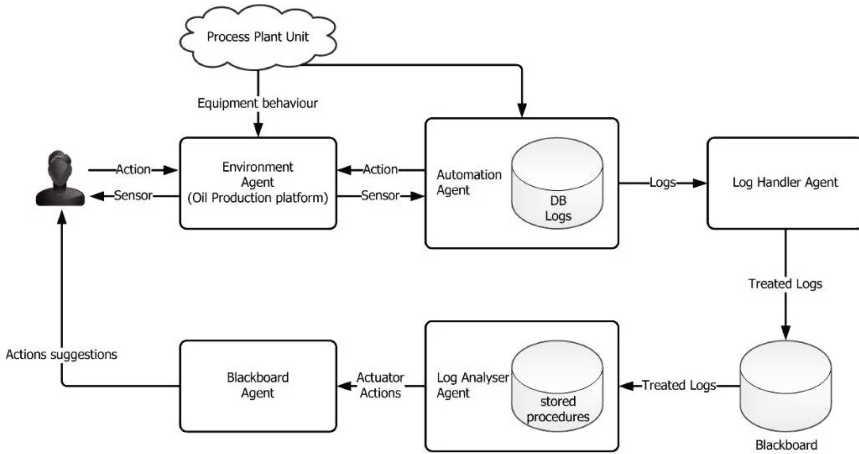 Process Plant Unit
Equipment behaviour
Action
Sensor
Environment
Agent
(Oil Production platform)
Action
Sensor
Automation
Agent
DB
Logs
Logs
Log Handler Agent
Treated Logs
Actions suggestions
Blackboard
Agent
Actuator
Actions
Log Analyser
Agent
stored
procedures
Treated Logs
Blackboard